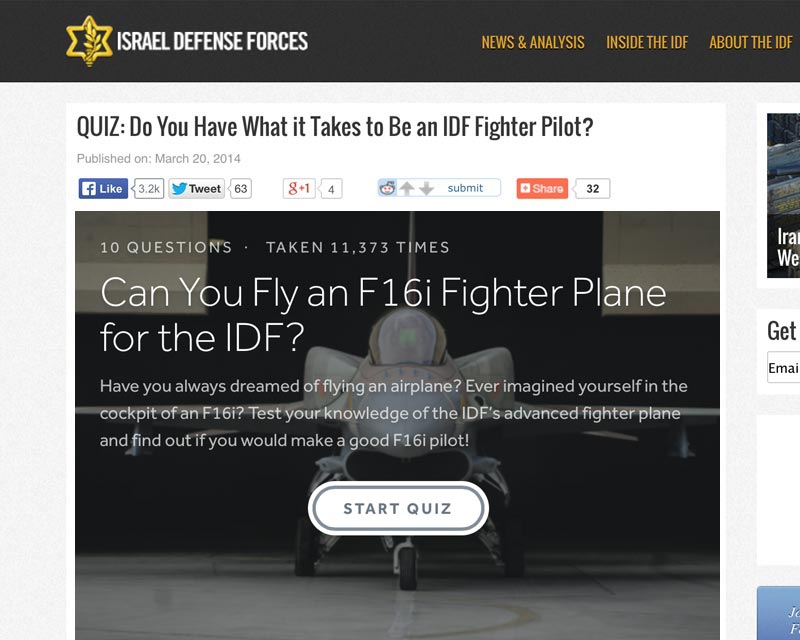 ISRAEL DEFENSE FORCES
NEWS & ANALYSIS INSIDE THE IDF ABOUT THE IDF
QUIZ: Do You Have What it Takes to Be an IDF Fighter Pilot?
Published on: March 20, 2014
Like 3.2k Tweet 63 g+1 4 submit Share 32
10 QUESTIONS · TAKEN 11,373 TIMES
Can You Fly an F16i Fighter Plane
for the IDF?
Have you always dreamed of flying an airplane? Ever imagined yourself in the
cockpit of an F16i? Test your knowledge of the IDF's advanced fighter plane
and find out if you would make a good F16i pilot!
START QUIZ
Get
Emai